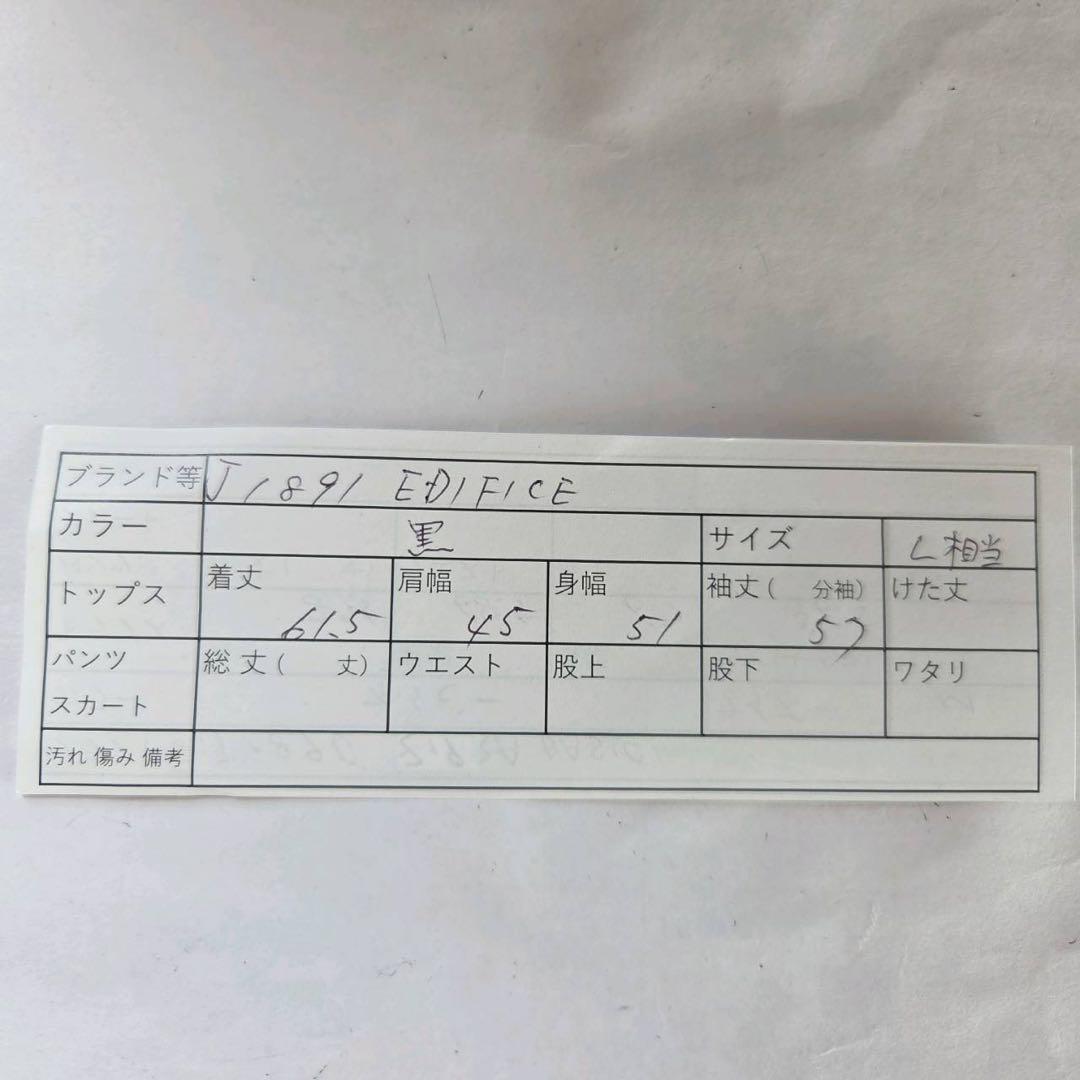 ブランド等 J1891 EDIFICE
カラー 黒 サイズ L相当
トップス 着丈 61.5 肩幅 45 身幅 51 袖丈( 分袖) 57 けた丈
パンツ 総丈( 丈) ウエスト 股上 股下 ワタリ
スカート
汚れ 傷み 備考